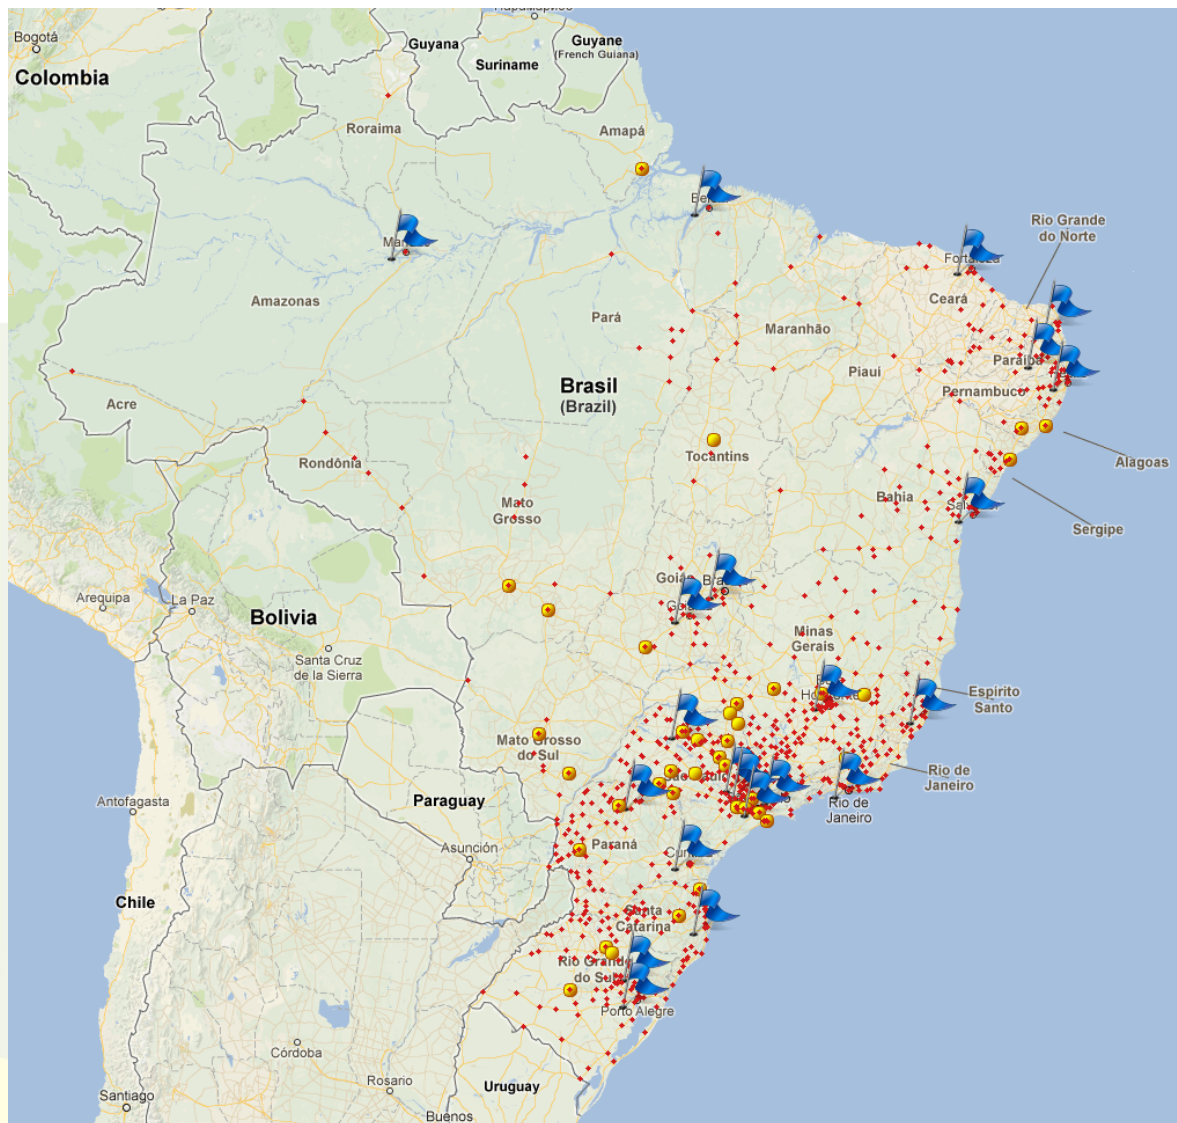 Парамарибо
Bogotá
Guyana
Guyane
(French Guiana)
Suriname
Colombia
Roraima
Amapá
Rio Grande
do Norte
Amazonas
Pará
Ceará
Maranhão
Paraíba
Piaui
Brasil
(Brazil)
Pernambuco
Acre
Tocantins
Rondônia
Alagoas
Mato
Grosso
Bahia
Sergipe
Goiás
Arequipa
La Paz
Bolivia
Minas
Gerais
Santa Cruz
de la Sierra
Espirito
Santo
Mato Grosso
do Sul
Rio de
Janeiro
Antofagasta
Paraguay
Rio de
Janeiro
Paraná
Asunción
Chile
Santa
Catarina
Rio Grande
do Sul
Porto Alegre
Córdoba
Rosario
Uruguay
Santiago
Buenos